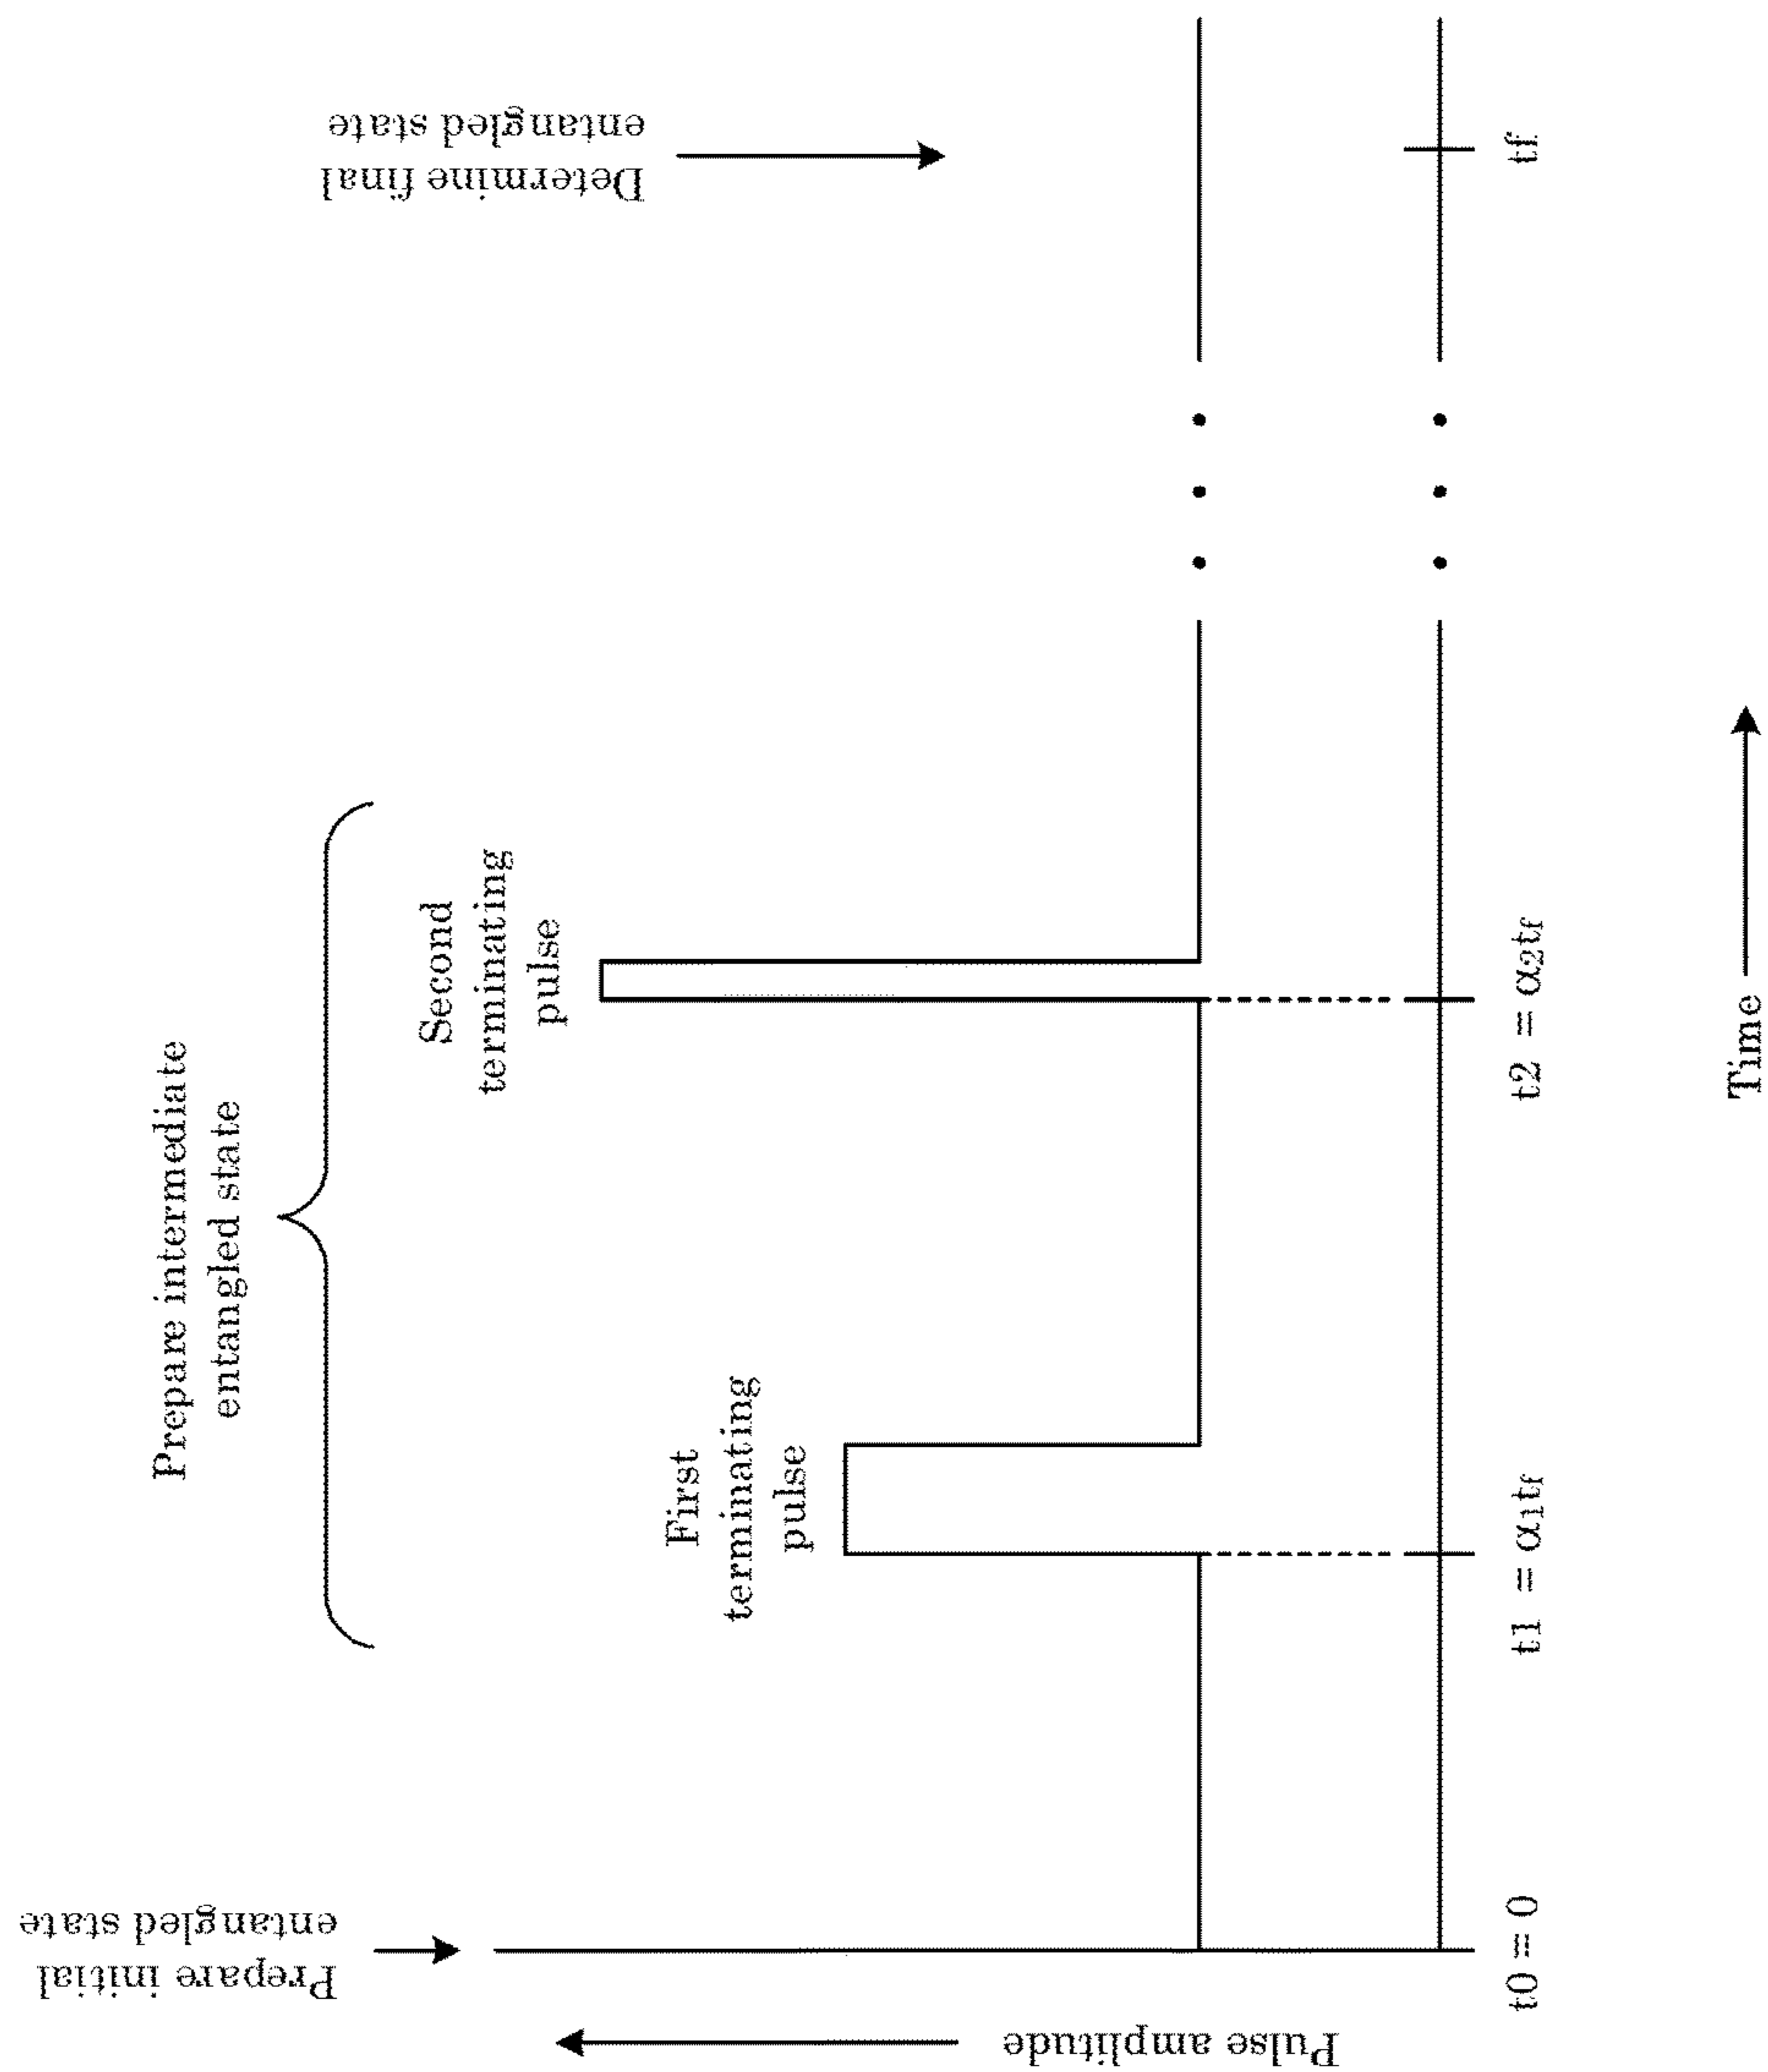 Prepare initial
entangled state
Prepare intermediate
entangled state
Determine final
entangled state
Second
terminating
pulse
First
terminating
pulse
Pulse amplitude
t0 = 0
t1 = α₁tf
t2 = α₂tf
tf
Time